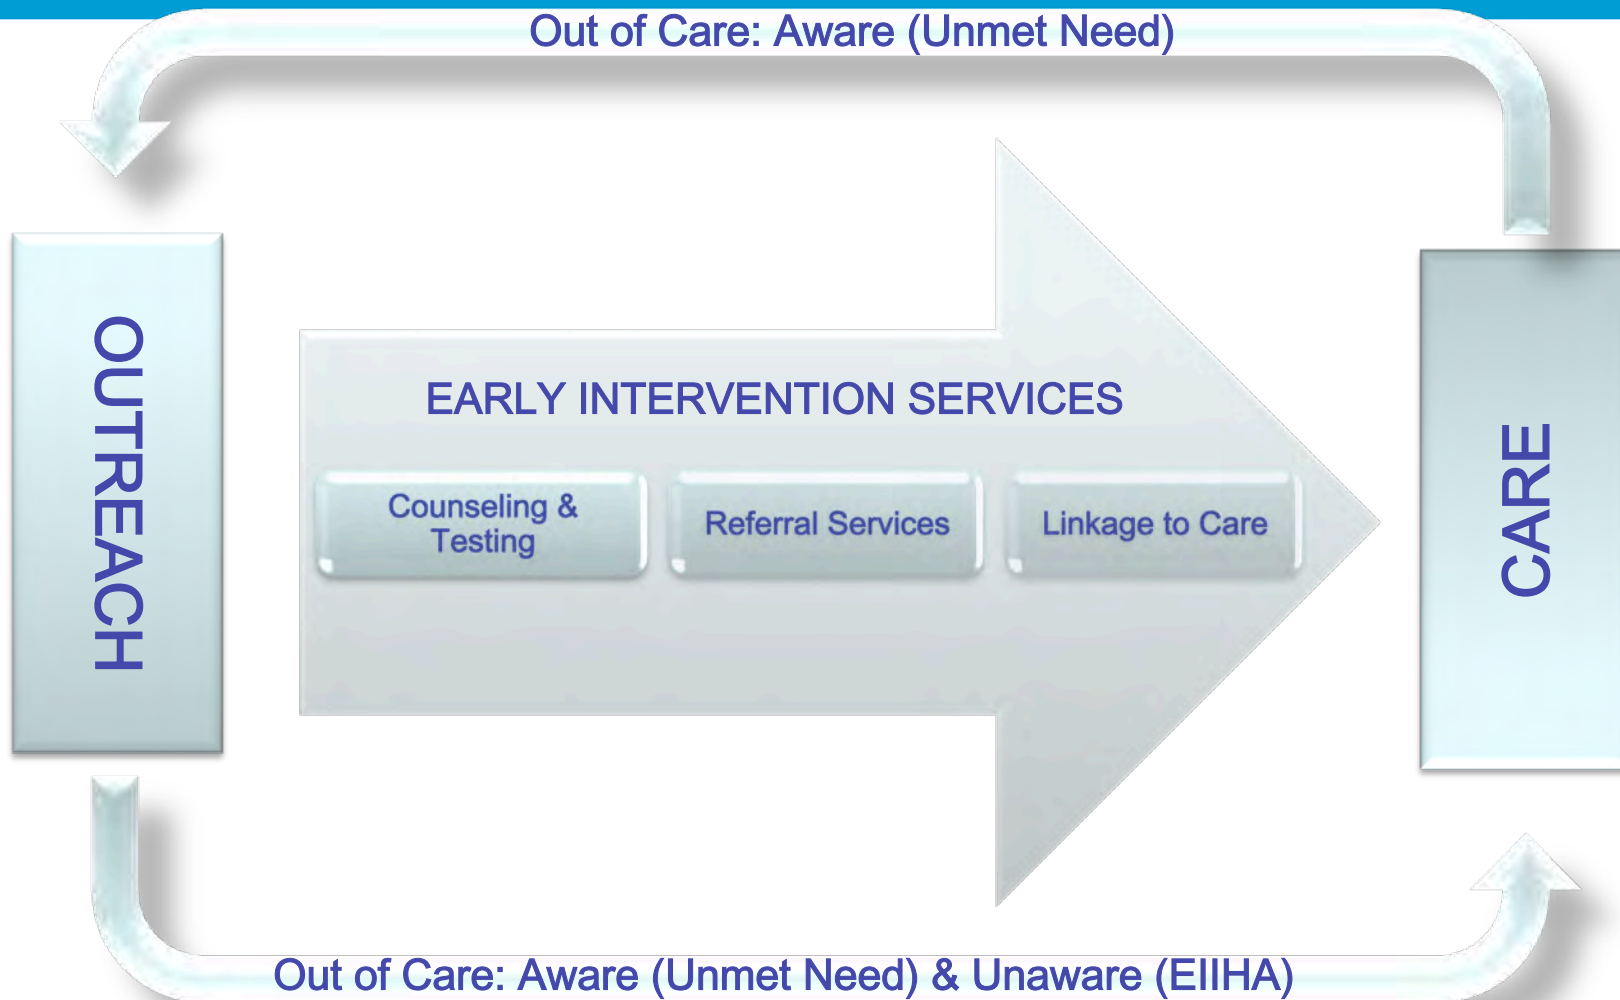 Out of Care: Aware (Unmet Need)
OUTREACH
EARLY INTERVENTION SERVICES
Counseling &
Testing
Referral Services
Linkage to Care
CARE
Out of Care: Aware (Unmet Need) & Unaware (EIIHA)